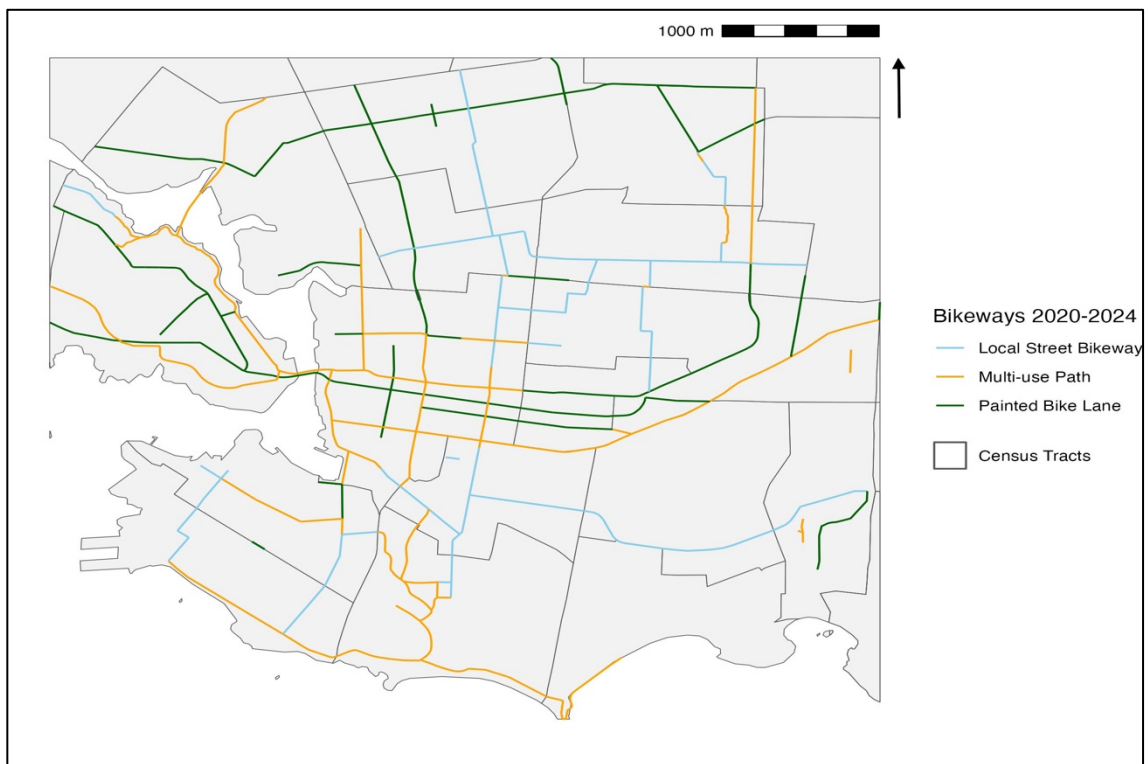 1000 m
Bikeways 2020-2024
Local Street Bikeway
Multi-use Path
Painted Bike Lane
Census Tracts